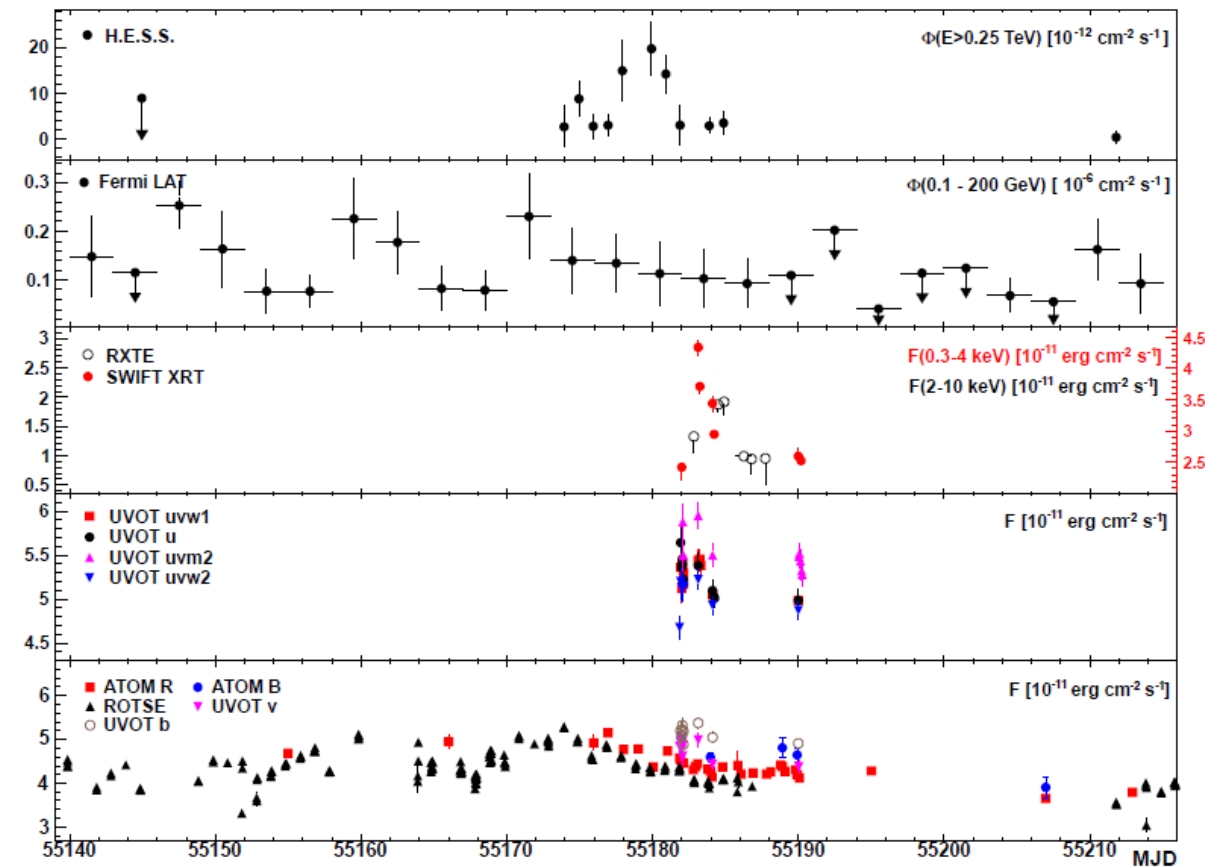 H.E.S.S. Φ(E>0.25 TeV) [10⁻¹² cm⁻² s⁻¹]
20
10
0
Fermi LAT Φ(0.1 - 200 GeV) [ 10⁻⁶ cm⁻² s⁻¹]
0.3
0.2
0.1
3 4.5
RXTE F(0.3-4 keV) [10⁻¹¹ erg cm⁻² s⁻¹]
SWIFT XRT F(2-10 keV) [10⁻¹¹ erg cm⁻² s⁻¹]
2.5 4
2 3.5
1.5 3
1 2.5
0.5
6
UVOT uvw1 F [10⁻¹¹ erg cm⁻² s⁻¹]
UVOT u
UVOT uvm2
UVOT uvw2
5.5
5
4.5
ATOM R ATOM B F [10⁻¹¹ erg cm⁻² s⁻¹]
ROTSE UVOT v
UVOT b
6
5
4
3
55140 55150 55160 55170 55180 55190 55200 55210 MJD